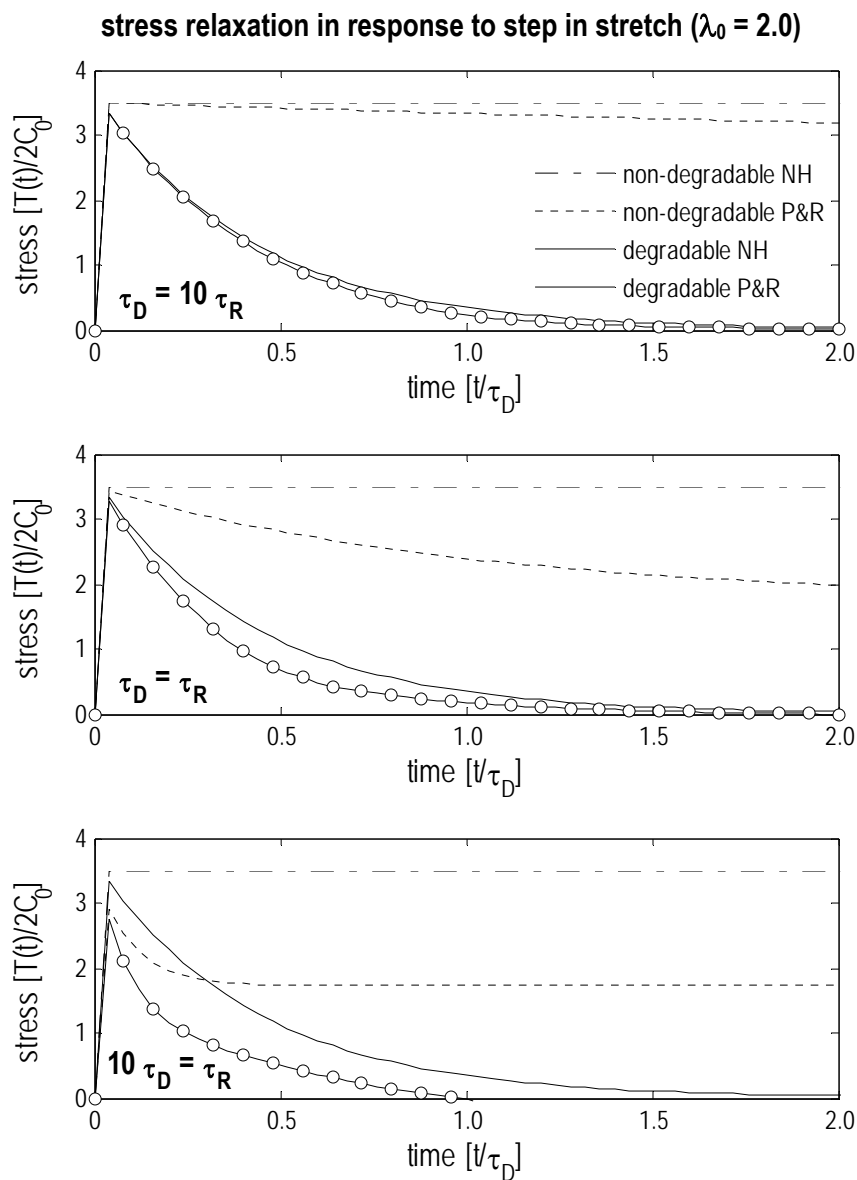 stress relaxation in response to step in stretch (λ₀ = 2.0)
stress [T(t)/2C₀]
4
3
2
1
0
non-degradable NH
non-degradable P&R
degradable NH
degradable P&R
τ_D = 10 τ_R
0 0.5 1.0 1.5 2.0
time [t/τ_D]
stress [T(t)/2C₀]
4
3
2
1
0
τ_D = τ_R
0 0.5 1.0 1.5 2.0
time [t/τ_D]
stress [T(t)/2C₀]
4
3
2
1
0
10 τ_D = τ_R
0 0.5 1.0 1.5 2.0
time [t/τ_D]